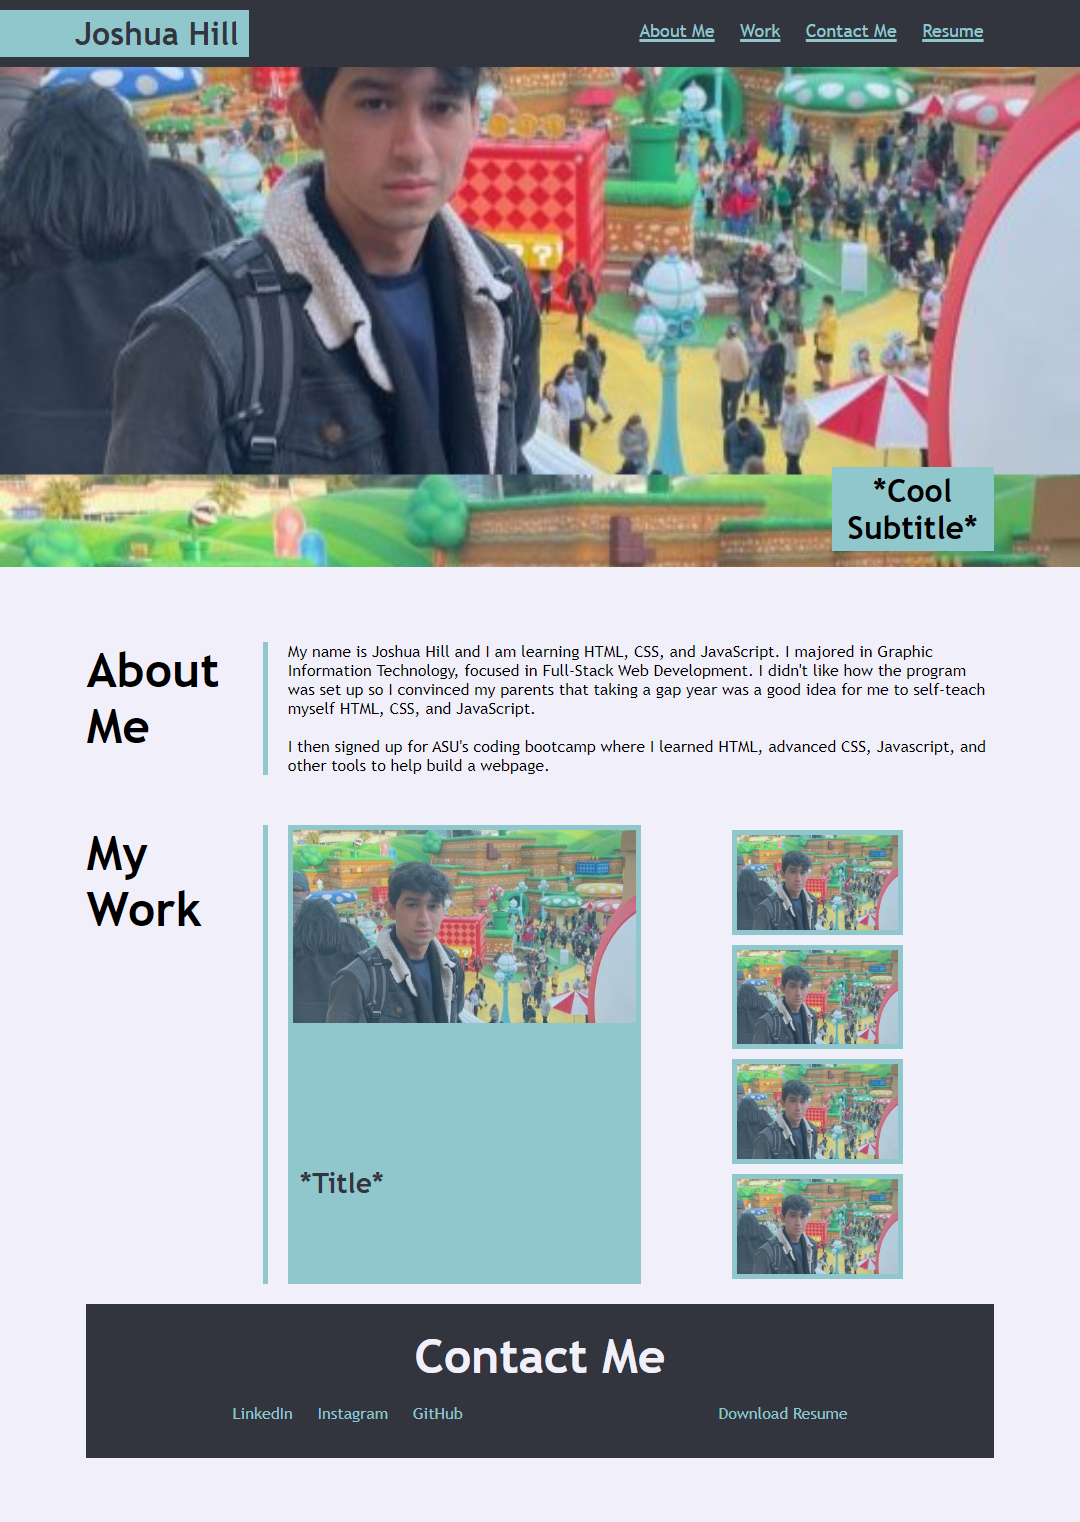 Joshua Hill
About Me Work Contact Me Resume
*Cool
Subtitle*
About
Me
My name is Joshua Hill and I am learning HTML, CSS, and JavaScript. I majored in Graphic
Information Technology, focused in Full-Stack Web Development. I didn't like how the program
was set up so I convinced my parents that taking a gap year was a good idea for me to self-teach
myself HTML, CSS, and JavaScript.
I then signed up for ASU's coding bootcamp where I learned HTML, advanced CSS, Javascript, and
other tools to help build a webpage.
My
Work
*Title*
Contact Me
LinkedIn Instagram GitHub Download Resume